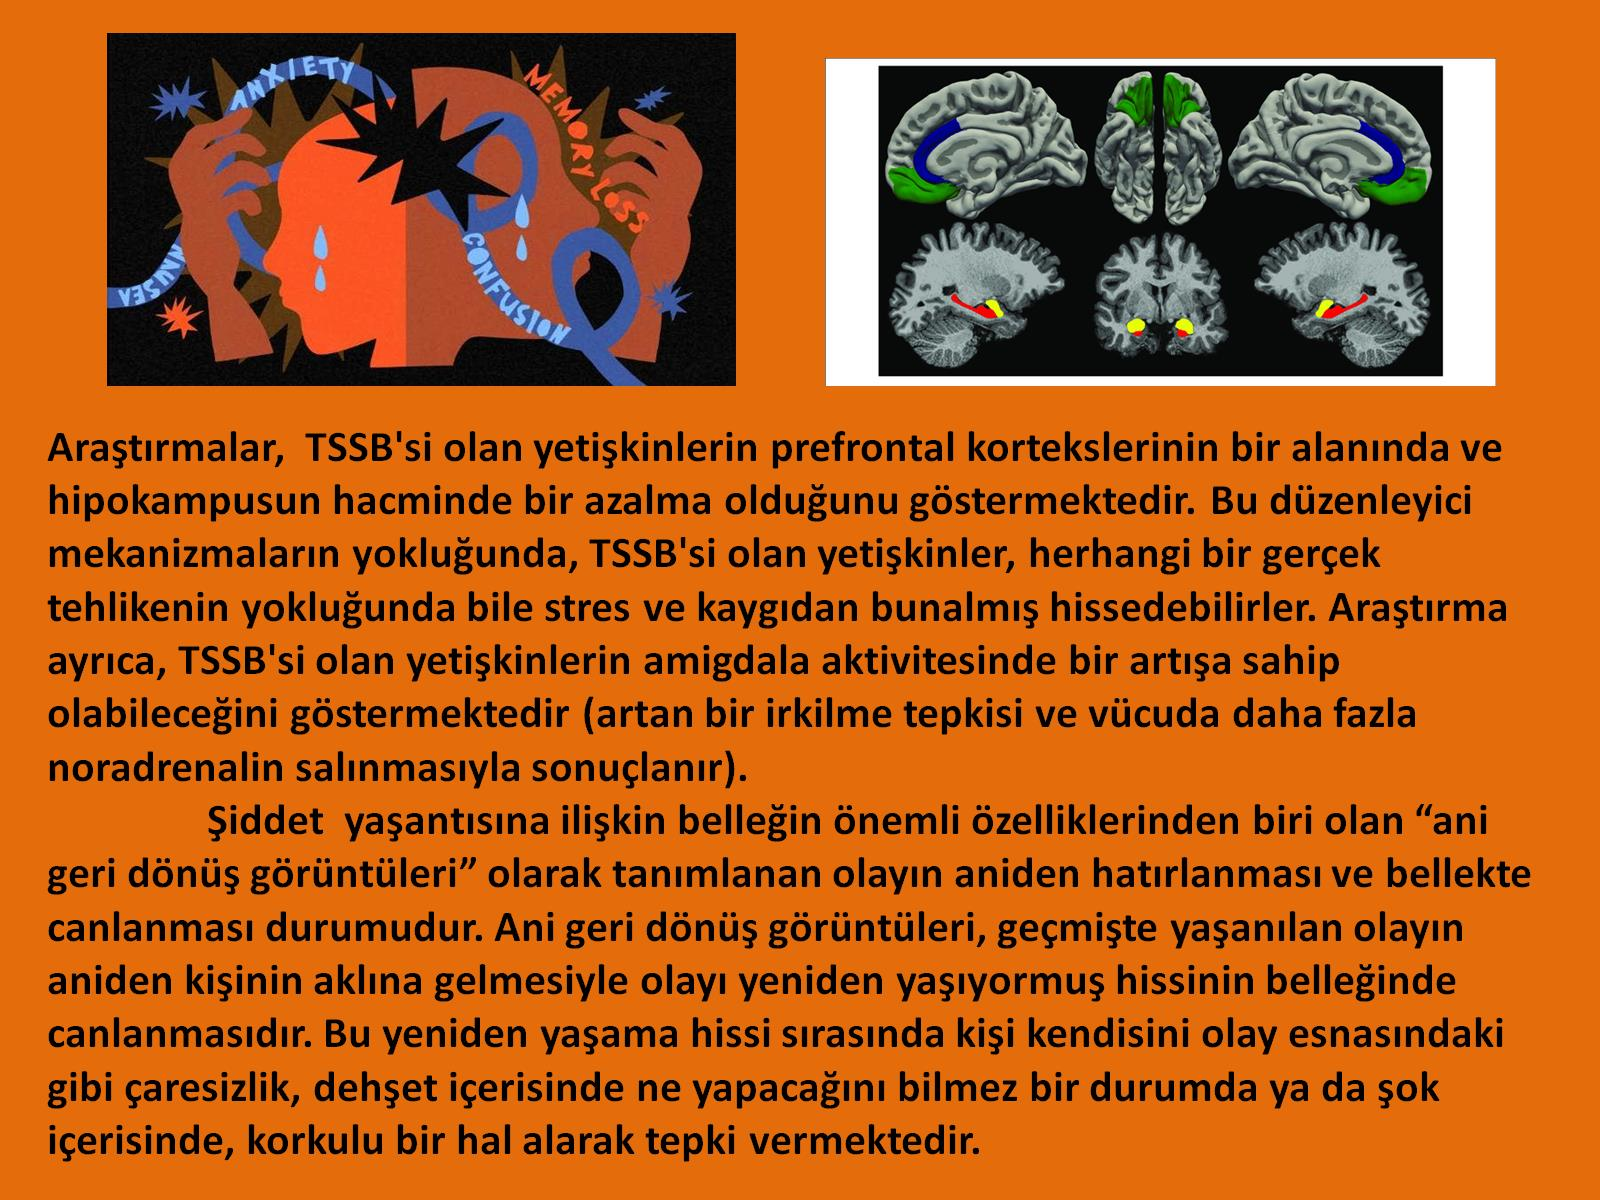 ANXIETY
MEMORY LOSS
NAUSEA
CONFUSION
Araştırmalar,  TSSB'si olan yetişkinlerin prefrontal kortekslerinin bir alanında ve
hipokampusun hacminde bir azalma olduğunu göstermektedir. Bu düzenleyici
mekanizmaların yokluğunda, TSSB'si olan yetişkinler, herhangi bir gerçek
tehlikenin yokluğunda bile stres ve kaygıdan bunalmış hissedebilirler. Araştırma
ayrıca, TSSB'si olan yetişkinlerin amigdala aktivitesinde bir artışa sahip
olabileceğini göstermektedir (artan bir irkilme tepkisi ve vücuda daha fazla
noradrenalin salınmasıyla sonuçlanır).
Şiddet  yaşantısına ilişkin belleğin önemli özelliklerinden biri olan “ani
geri dönüş görüntüleri” olarak tanımlanan olayın aniden hatırlanması ve bellekte
canlanması durumudur. Ani geri dönüş görüntüleri, geçmişte yaşanılan olayın
aniden kişinin aklına gelmesiyle olayı yeniden yaşıyormuş hissinin belleğinde
canlanmasıdır. Bu yeniden yaşama hissi sırasında kişi kendisini olay esnasındaki
gibi çaresizlik, dehşet içerisinde ne yapacağını bilmez bir durumda ya da şok
içerisinde, korkulu bir hal alarak tepki vermektedir.